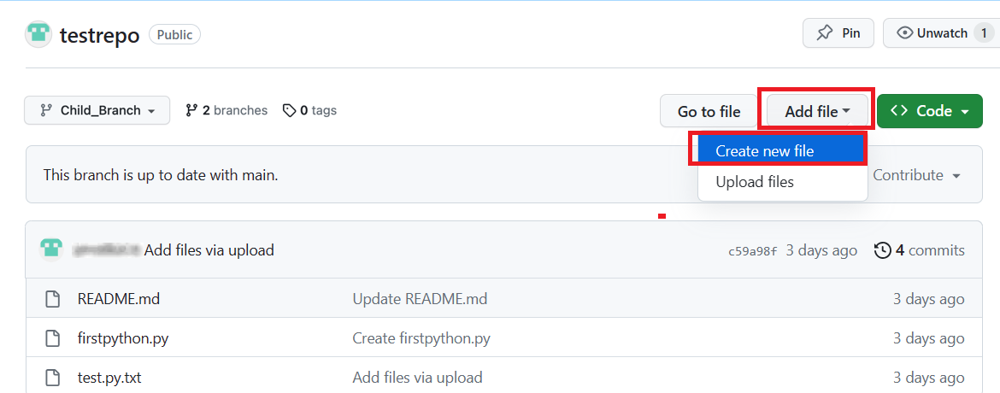 testrepo Public Pin Unwatch 1
Child_Branch 2 branches 0 tags Go to file Add file <> Code
Create new file
This branch is up to date with main. Contribute
Upload files
Add files via upload c59a98f 3 days ago 4 commits
README.md Update README.md 3 days ago
firstpython.py Create firstpython.py 3 days ago
test.py.txt Add files via upload 3 days ago